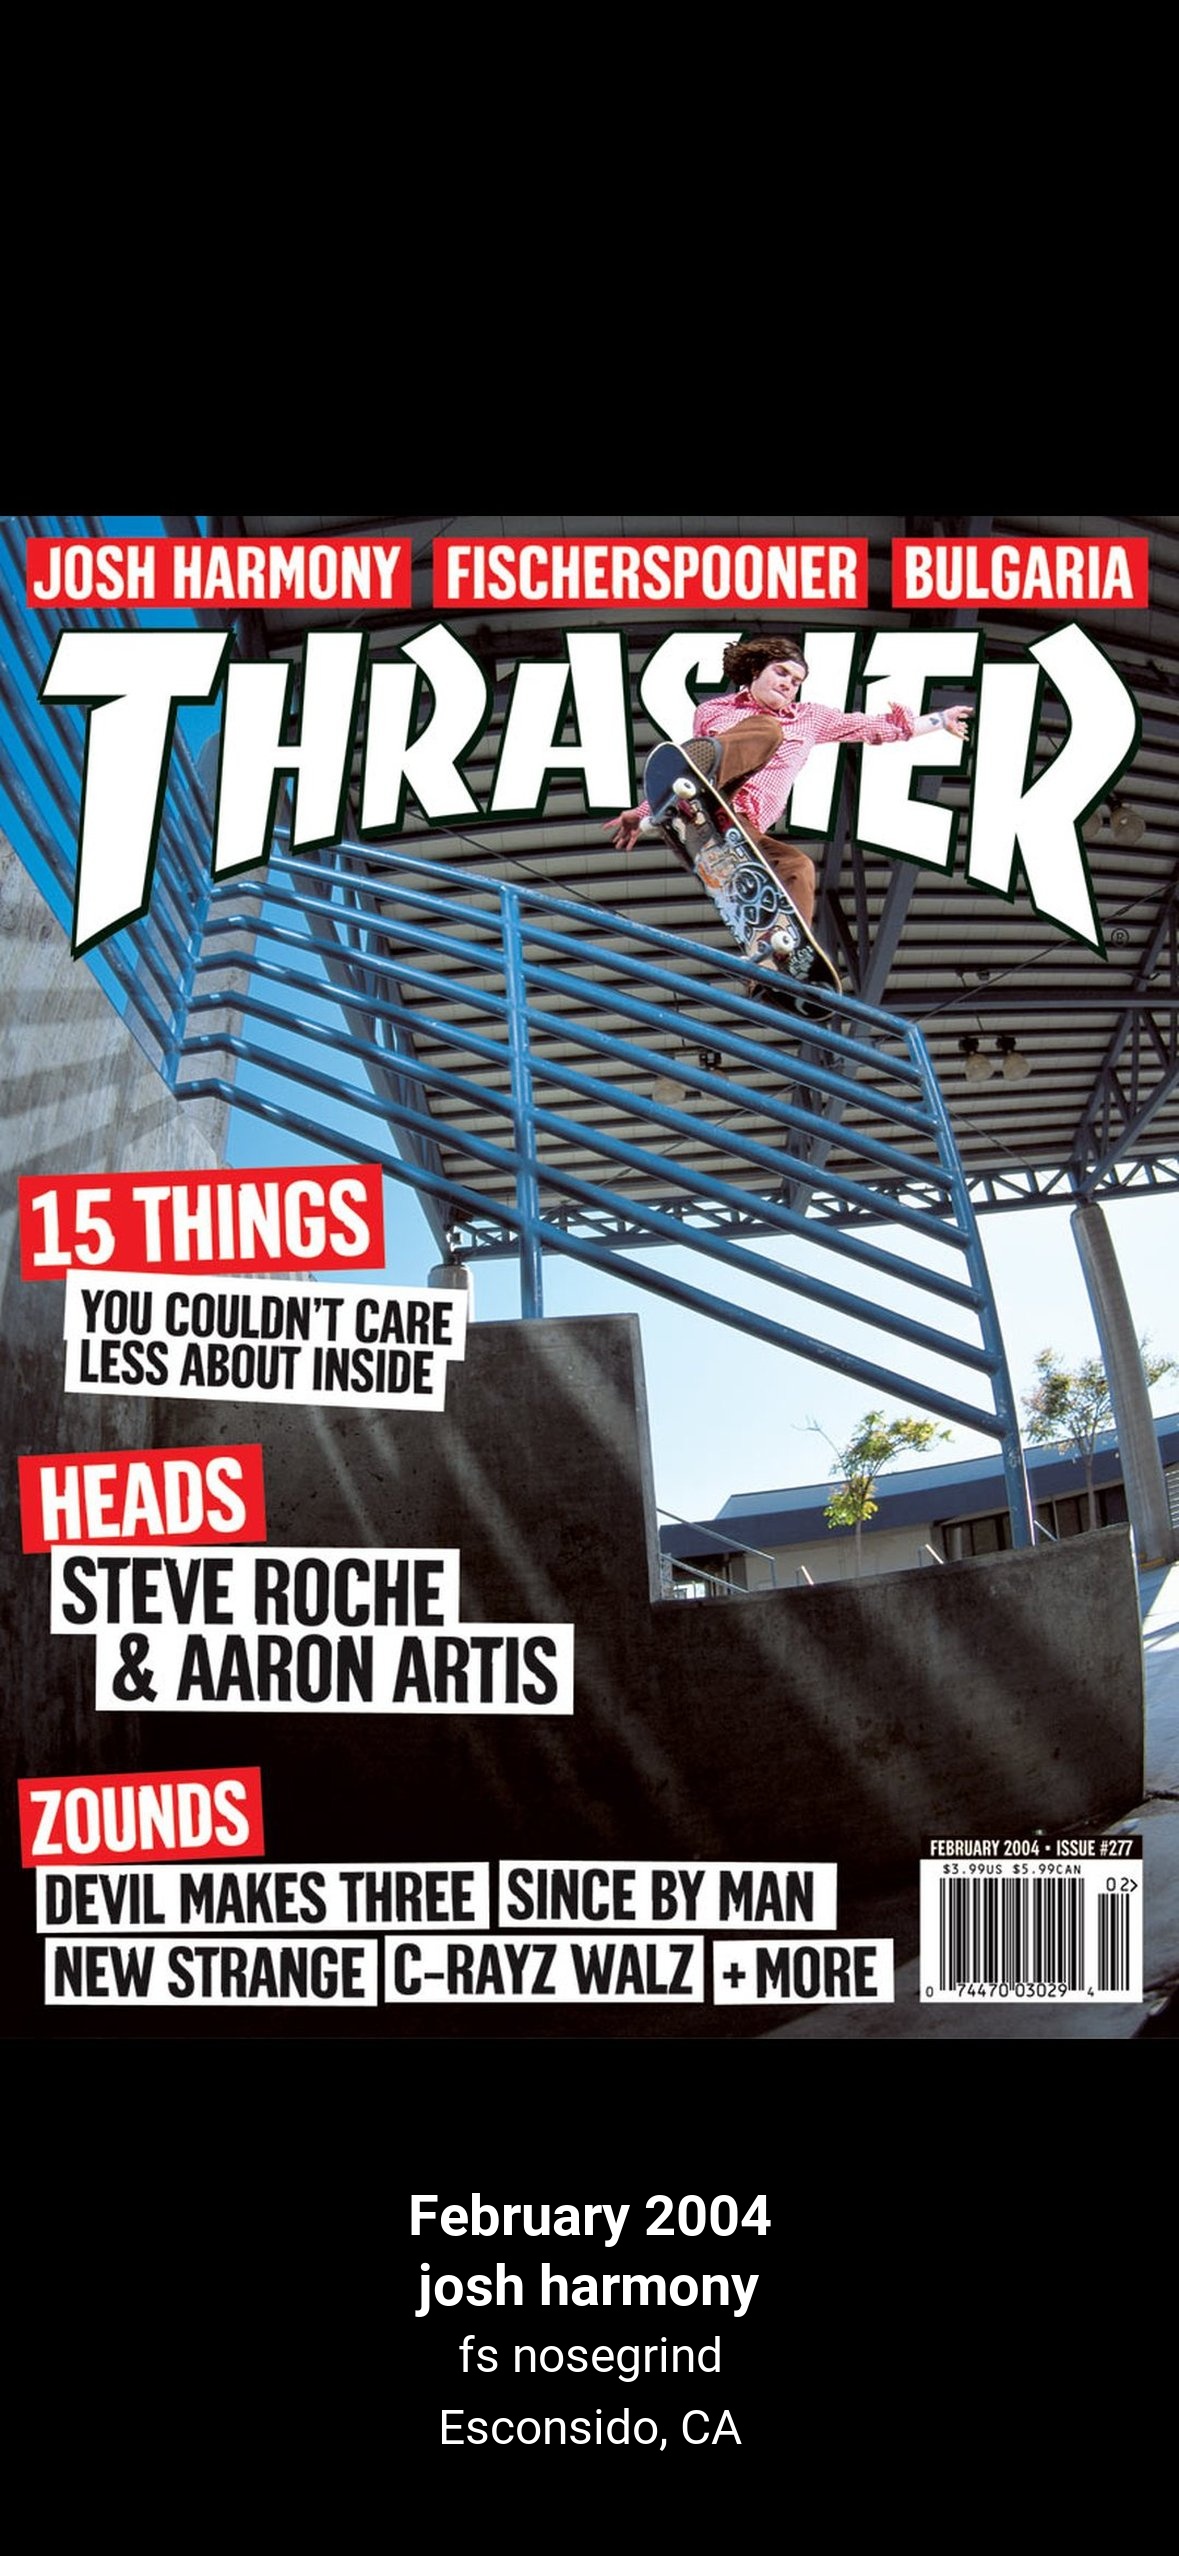 JOSH HARMONY FISCHERSPOONER BULGARIA
THRASHER
®
15 THINGS
YOU COULDN'T CARE
LESS ABOUT INSIDE
HEADS
STEVE ROCHE
& AARON ARTIS
ZOUNDS
DEVIL MAKES THREE SINCE BY MAN
NEW STRANGE C-RAYZ WALZ + MORE
FEBRUARY 2004 • ISSUE #277
$3.99US $5.99CAN
02>
0 74470 03029 4
February 2004
josh harmony
fs nosegrind
Esconsido, CA